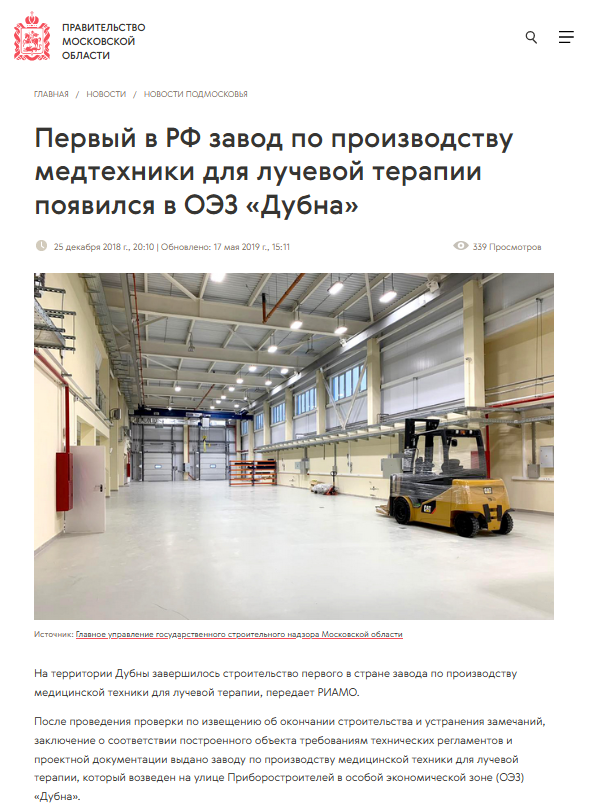 ПРАВИТЕЛЬСТВО
МОСКОВСКОЙ
ОБЛАСТИ
ГЛАВНАЯ / НОВОСТИ / НОВОСТИ ПОДМОСКОВЬЯ
Первый в РФ завод по производству
медтехники для лучевой терапии
появился в ОЭЗ «Дубна»
25 декабря 2018 г., 20:10 | Обновлено: 17 мая 2019 г., 15:11
339 Просмотров
CAT
Источник: Главное управление государственного строительного надзора Московской области
На территории Дубны завершилось строительство первого в стране завода по производству
медицинской техники для лучевой терапии, передает РИАМО.
После проведения проверки по извещению об окончании строительства и устранения замечаний,
заключение о соответствии построенного объекта требованиям технических регламентов и
проектной документации выдано заводу по производству медицинской техники для лучевой
терапии, который возведен на улице Приборостроителей в особой экономической зоне (ОЭЗ)
«Дубна».